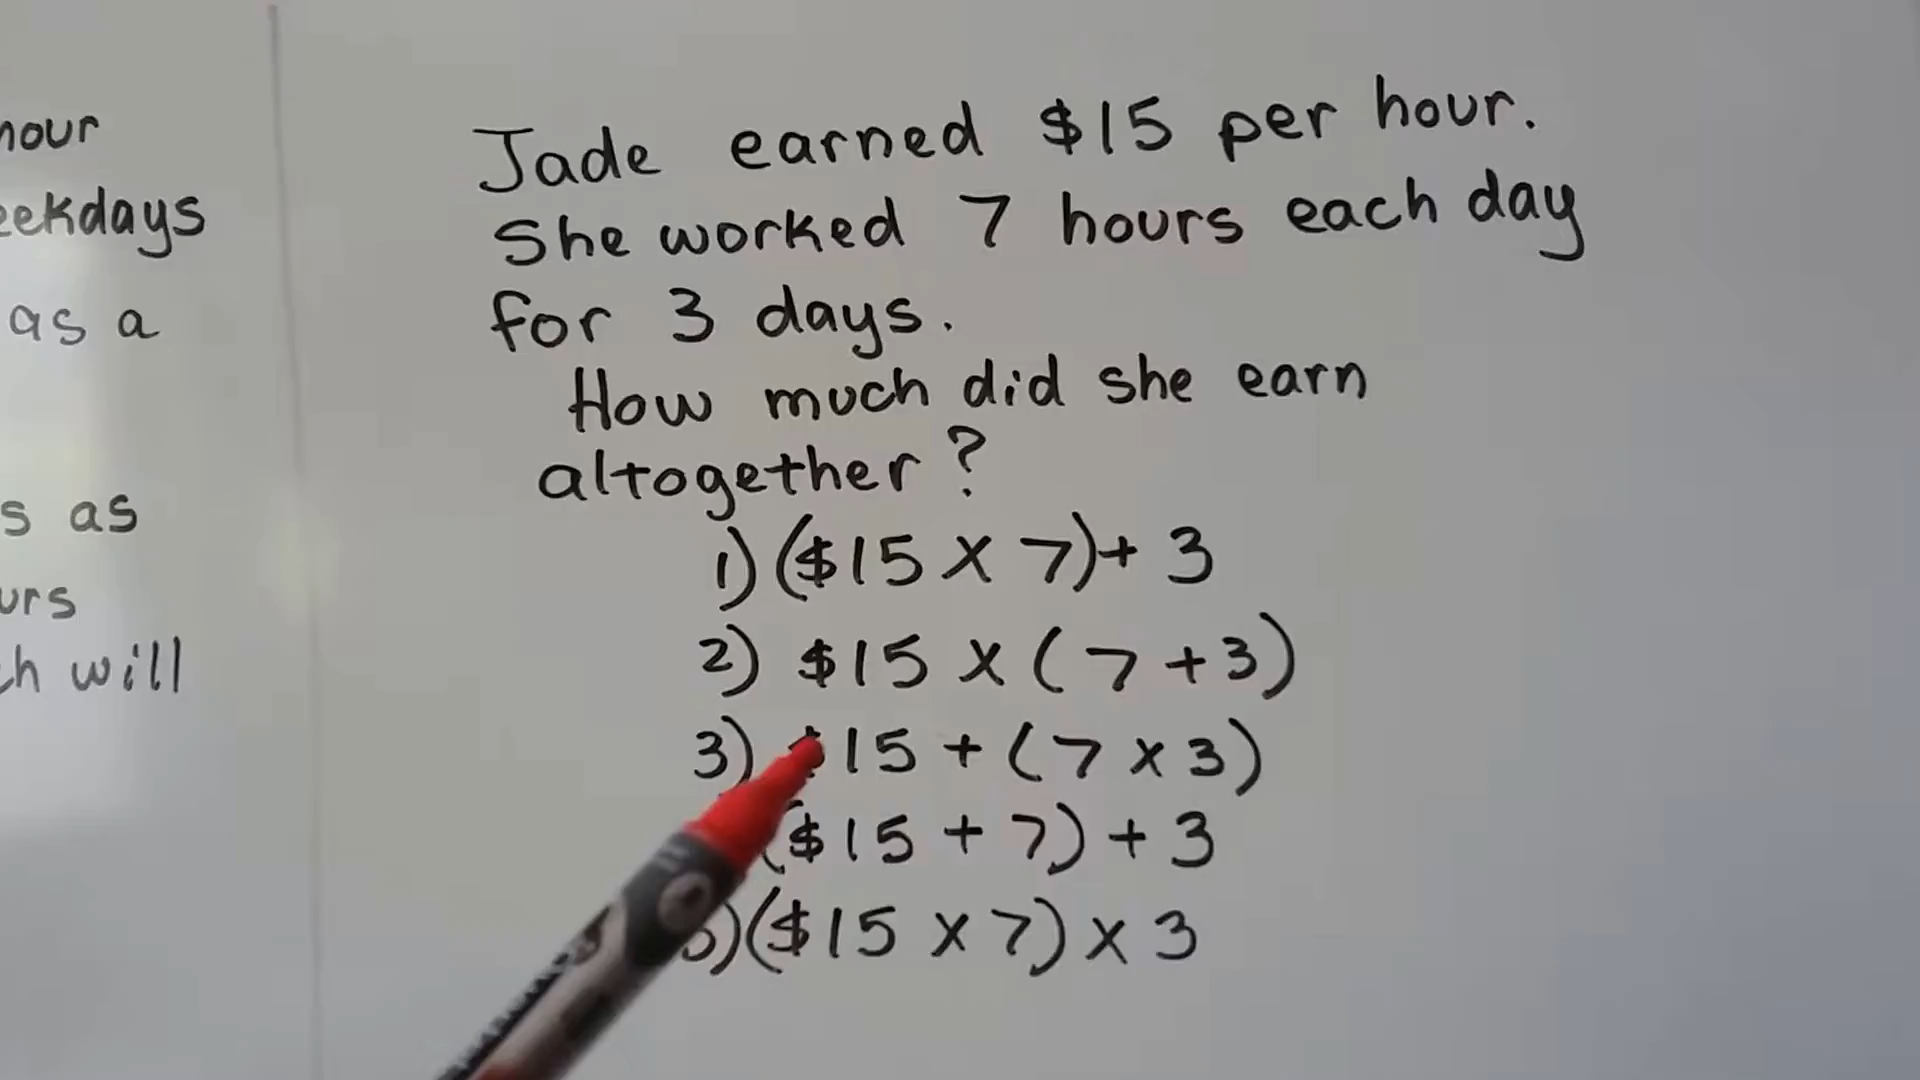 eekdays
as a
s as
urs
will
Jade earned $15 per hour.
She worked 7 hours each day
for 3 days.
How much did she earn
altogether?
1) ($15 x 7) + 3
2) $15 x (7 + 3)
3) $15 + (7 x 3)
($15 + 7) + 3
($15 x 7) x 3